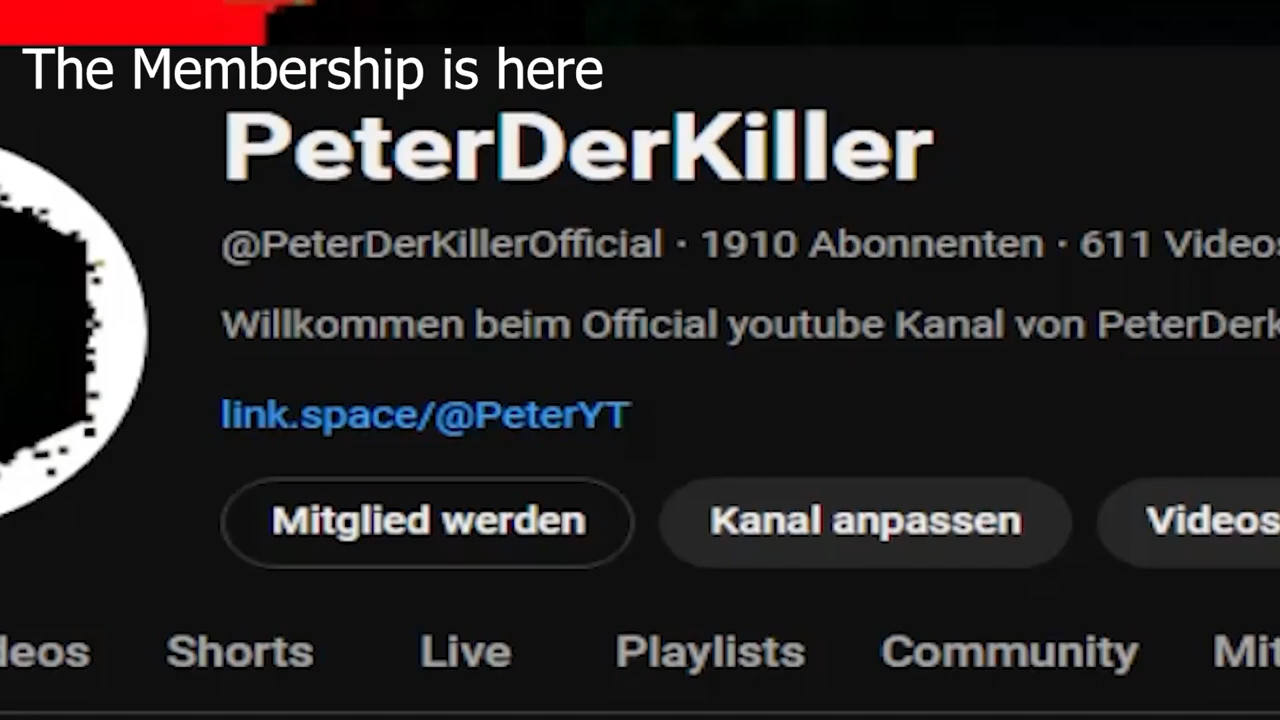 The Membership is here
PeterDerKiller
@PeterDerKillerOfficial · 1910 Abonnenten · 611 Videos
Willkommen beim Official youtube Kanal von
link.space/@PeterYT
Mitglied werden Kanal anpassen Videos
Shorts Live Playlists Community